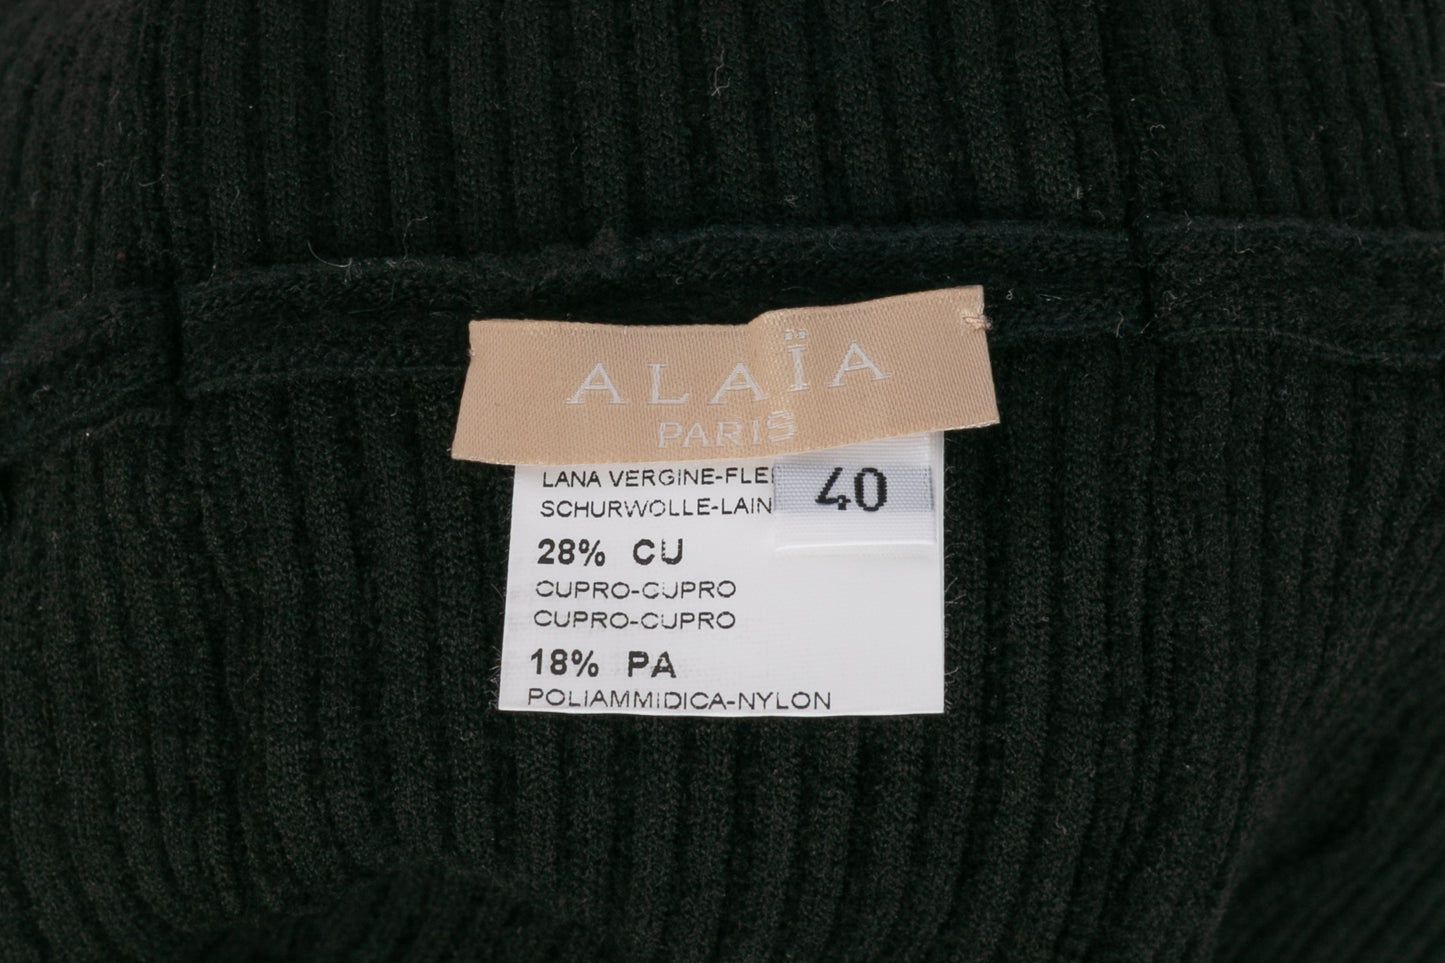 ALAÏA
PARIS
40
LANA VERGINE-FLE
SCHURWOLLE-LAIN
28% CU
CUPRO-CUPRO
CUPRO-CUPRO
18% PA
POLIAMMIDICA-NYLON